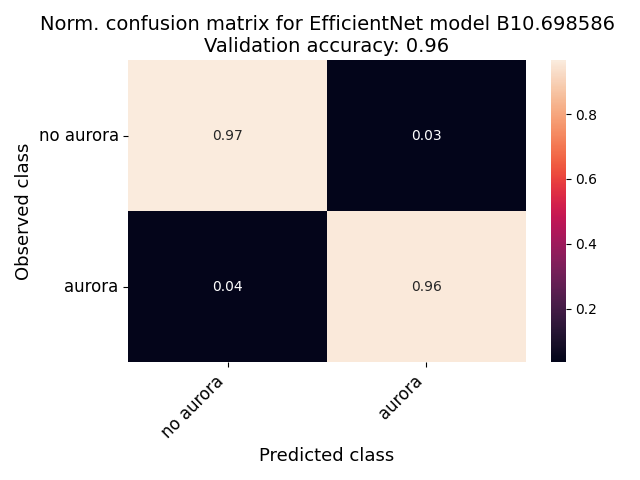 Norm. confusion matrix for EfficientNet model B10.698586
Validation accuracy: 0.96
Observed class
no aurora
0.97
0.03
aurora
0.04
0.96
no aurora
aurora
Predicted class
0.8
0.6
0.4
0.2